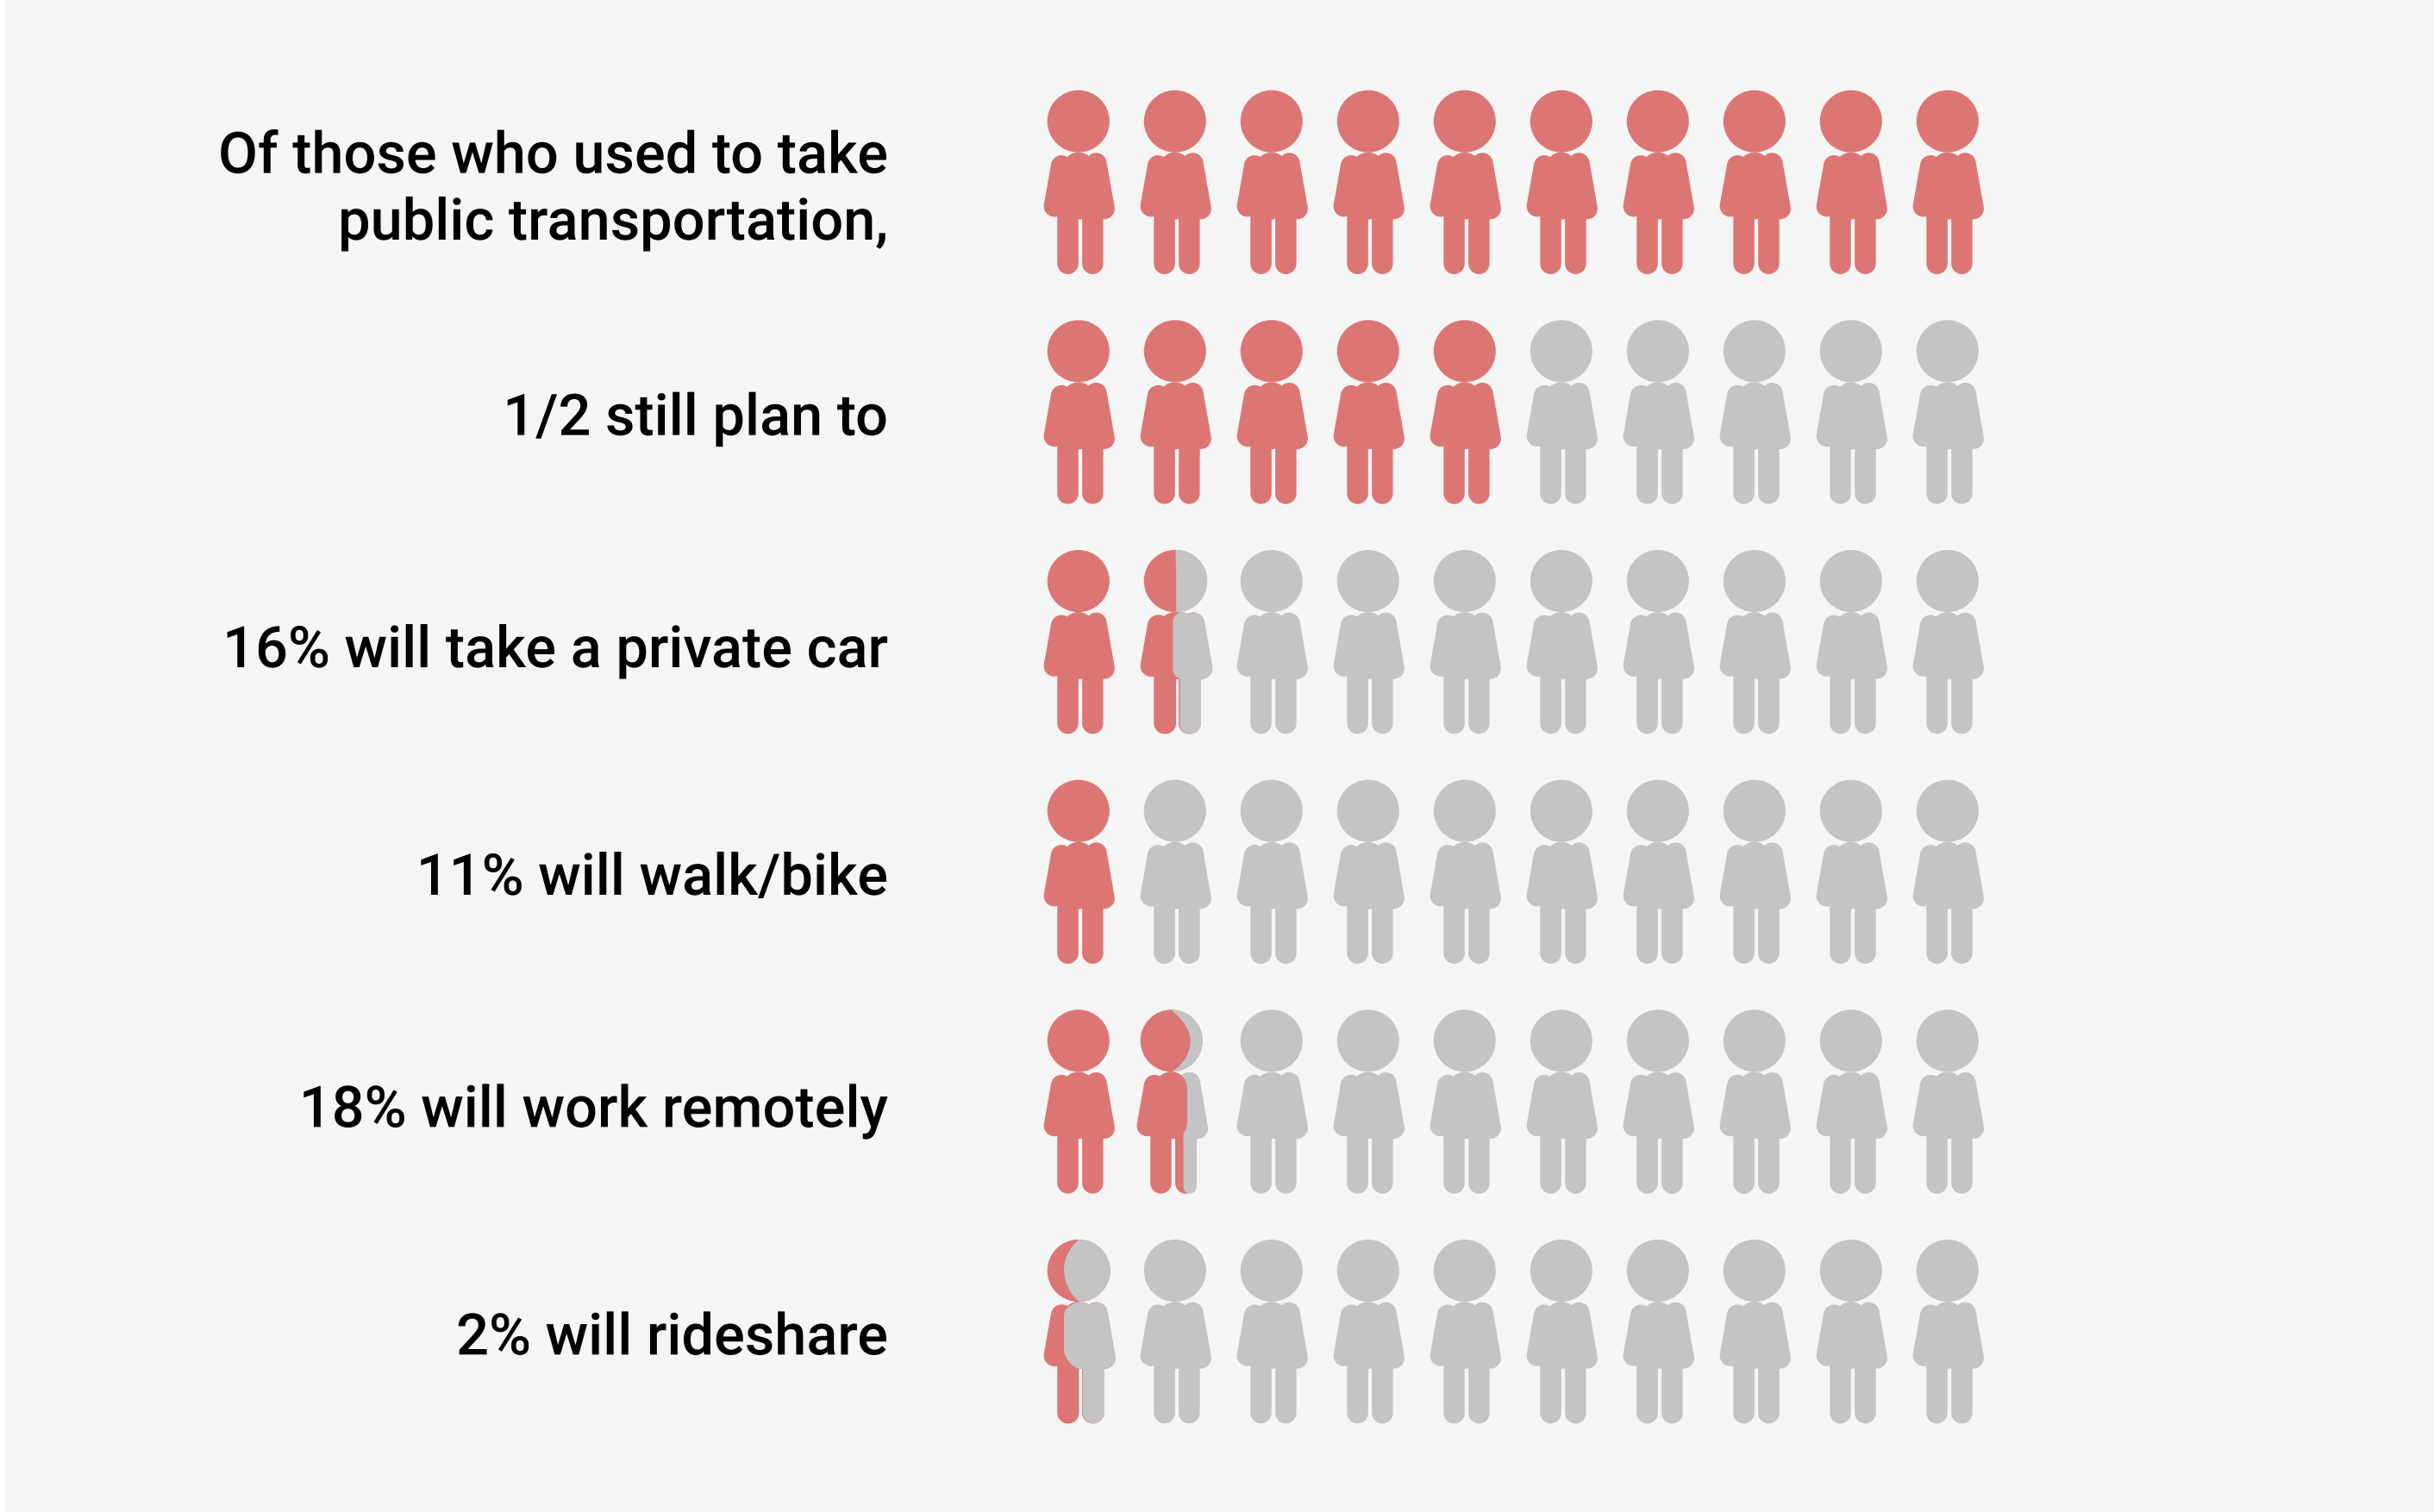 Of those who used to take
public transportation,
1/2 still plan to
16% will take a private car
11% will walk/bike
18% will work remotely
2% will rideshare